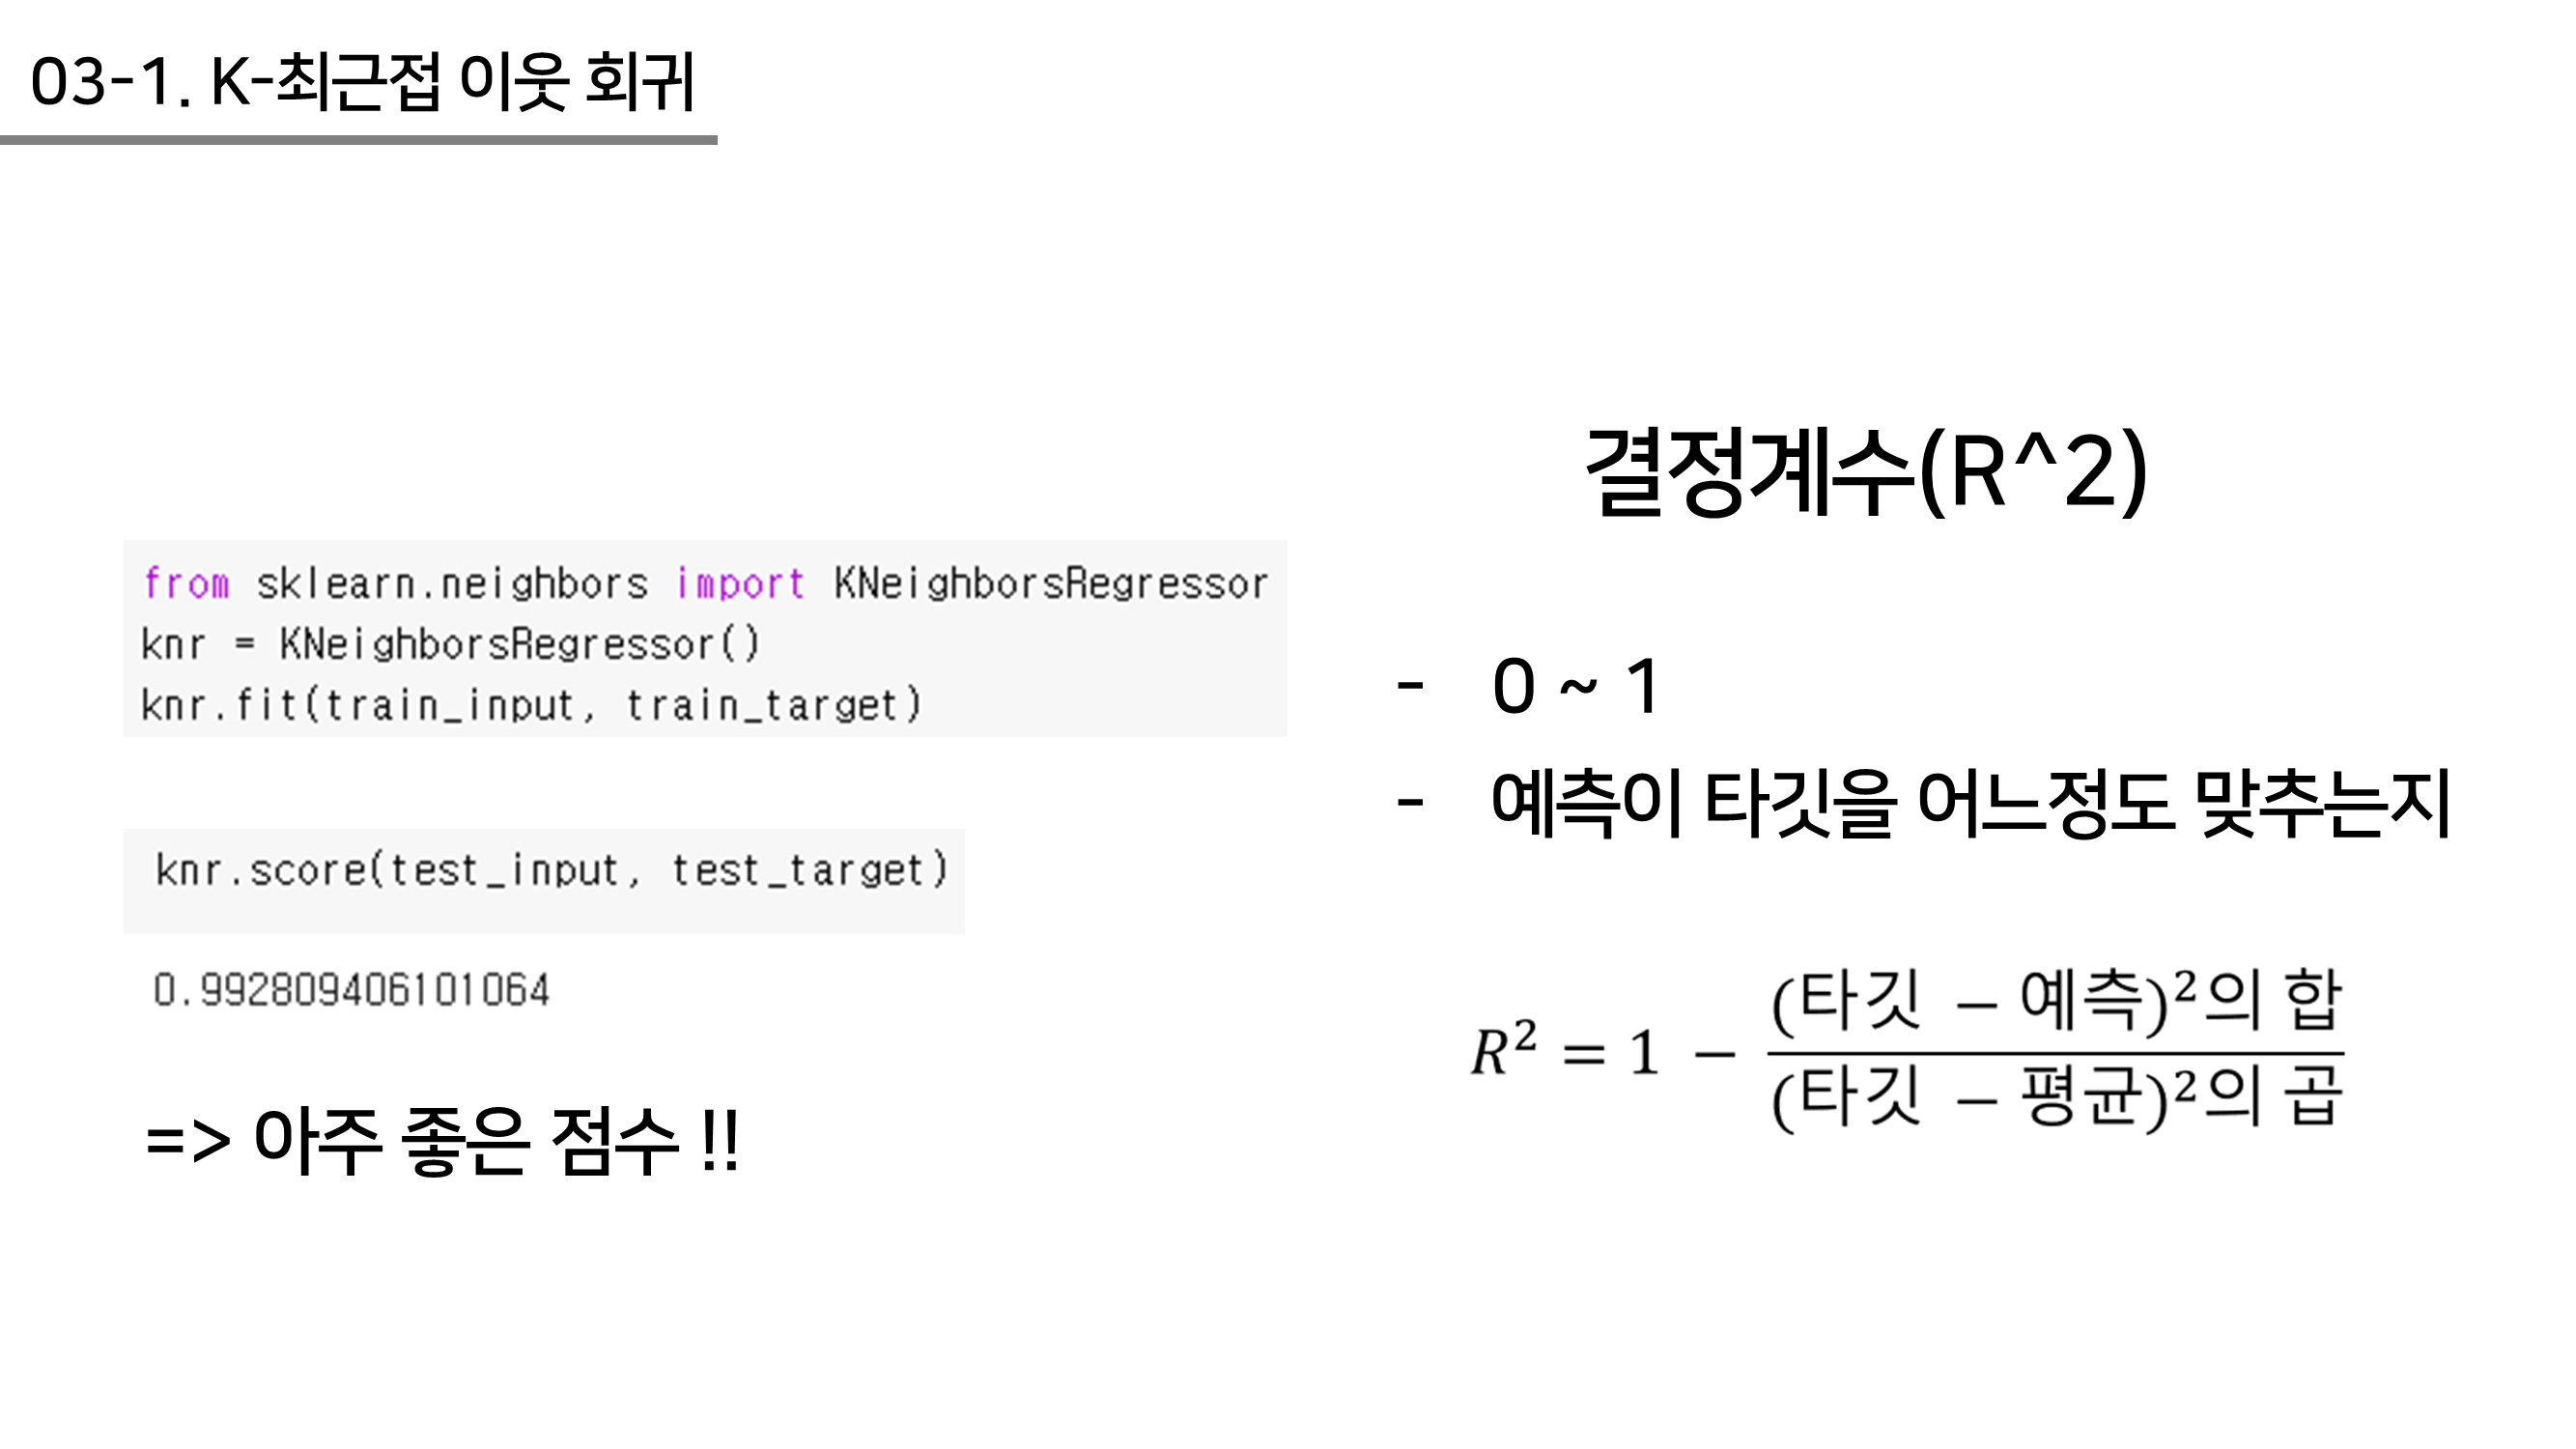 03-1. K-최근접 이웃 회귀
from sklearn.neighbors import KNeighborsRegressor
knr = KNeighborsRegressor()
knr.fit(train_input, train_target)
knr.score(test_input, test_target)
0.992809406101064
=> 아주 좋은 점수 !!
결정계수(R^2)
- 0 ~ 1
- 예측이 타깃을 어느정도 맞추는지
R² = 1 − (타깃 − 예측)²의 합
(타깃 − 평균)²의 곱